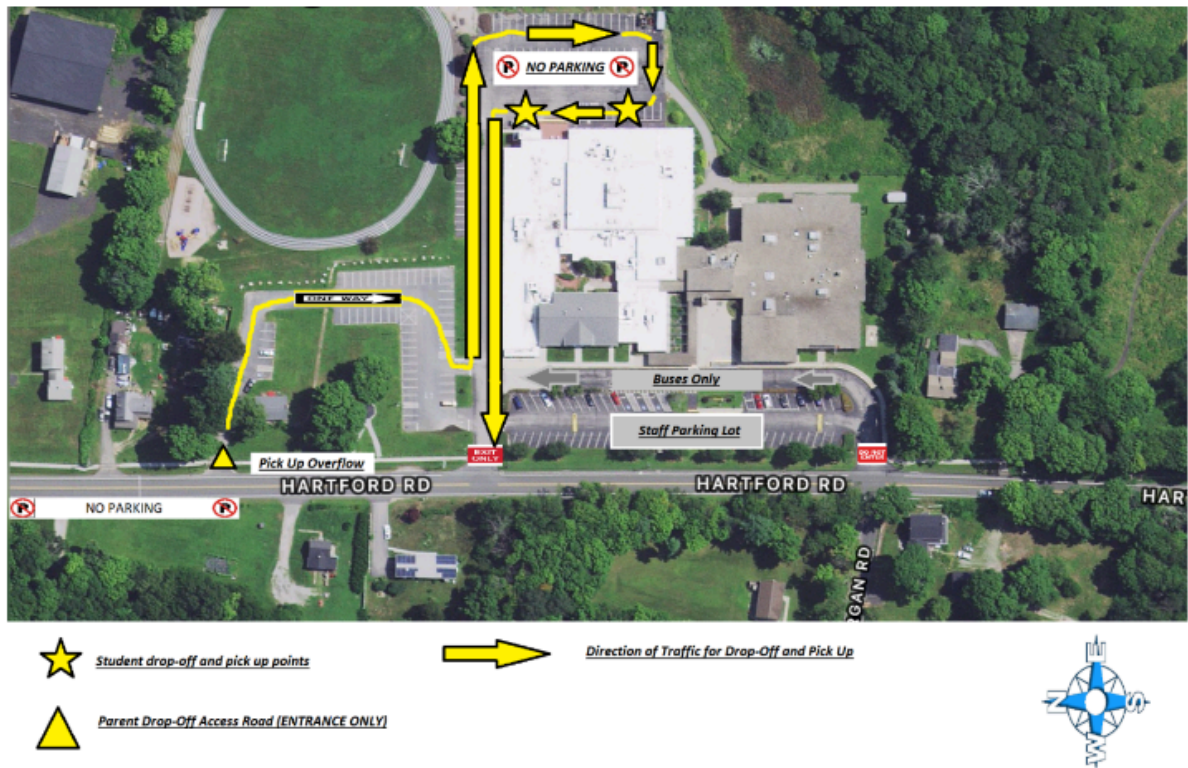 NO PARKING
ONE WAY
Buses Only
Staff Parking Lot
EXIT
ONLY
DO NOT
ENTER
Pick Up Overflow
HARTFORD RD
HARTFORD RD
HAR
NO PARKING
GAN RD
Student drop-off and pick up points
Direction of Traffic for Drop-Off and Pick Up
Parent Drop-Off Access Road (ENTRANCE ONLY)
E
N
S
W